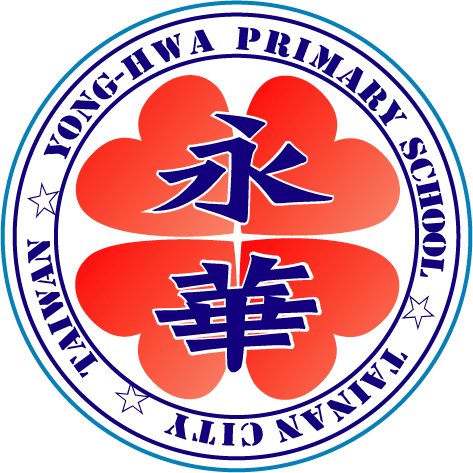 YONG-HWA PRIMARY SCHOOL
永
華
TAINAN CITY
TAIWAN